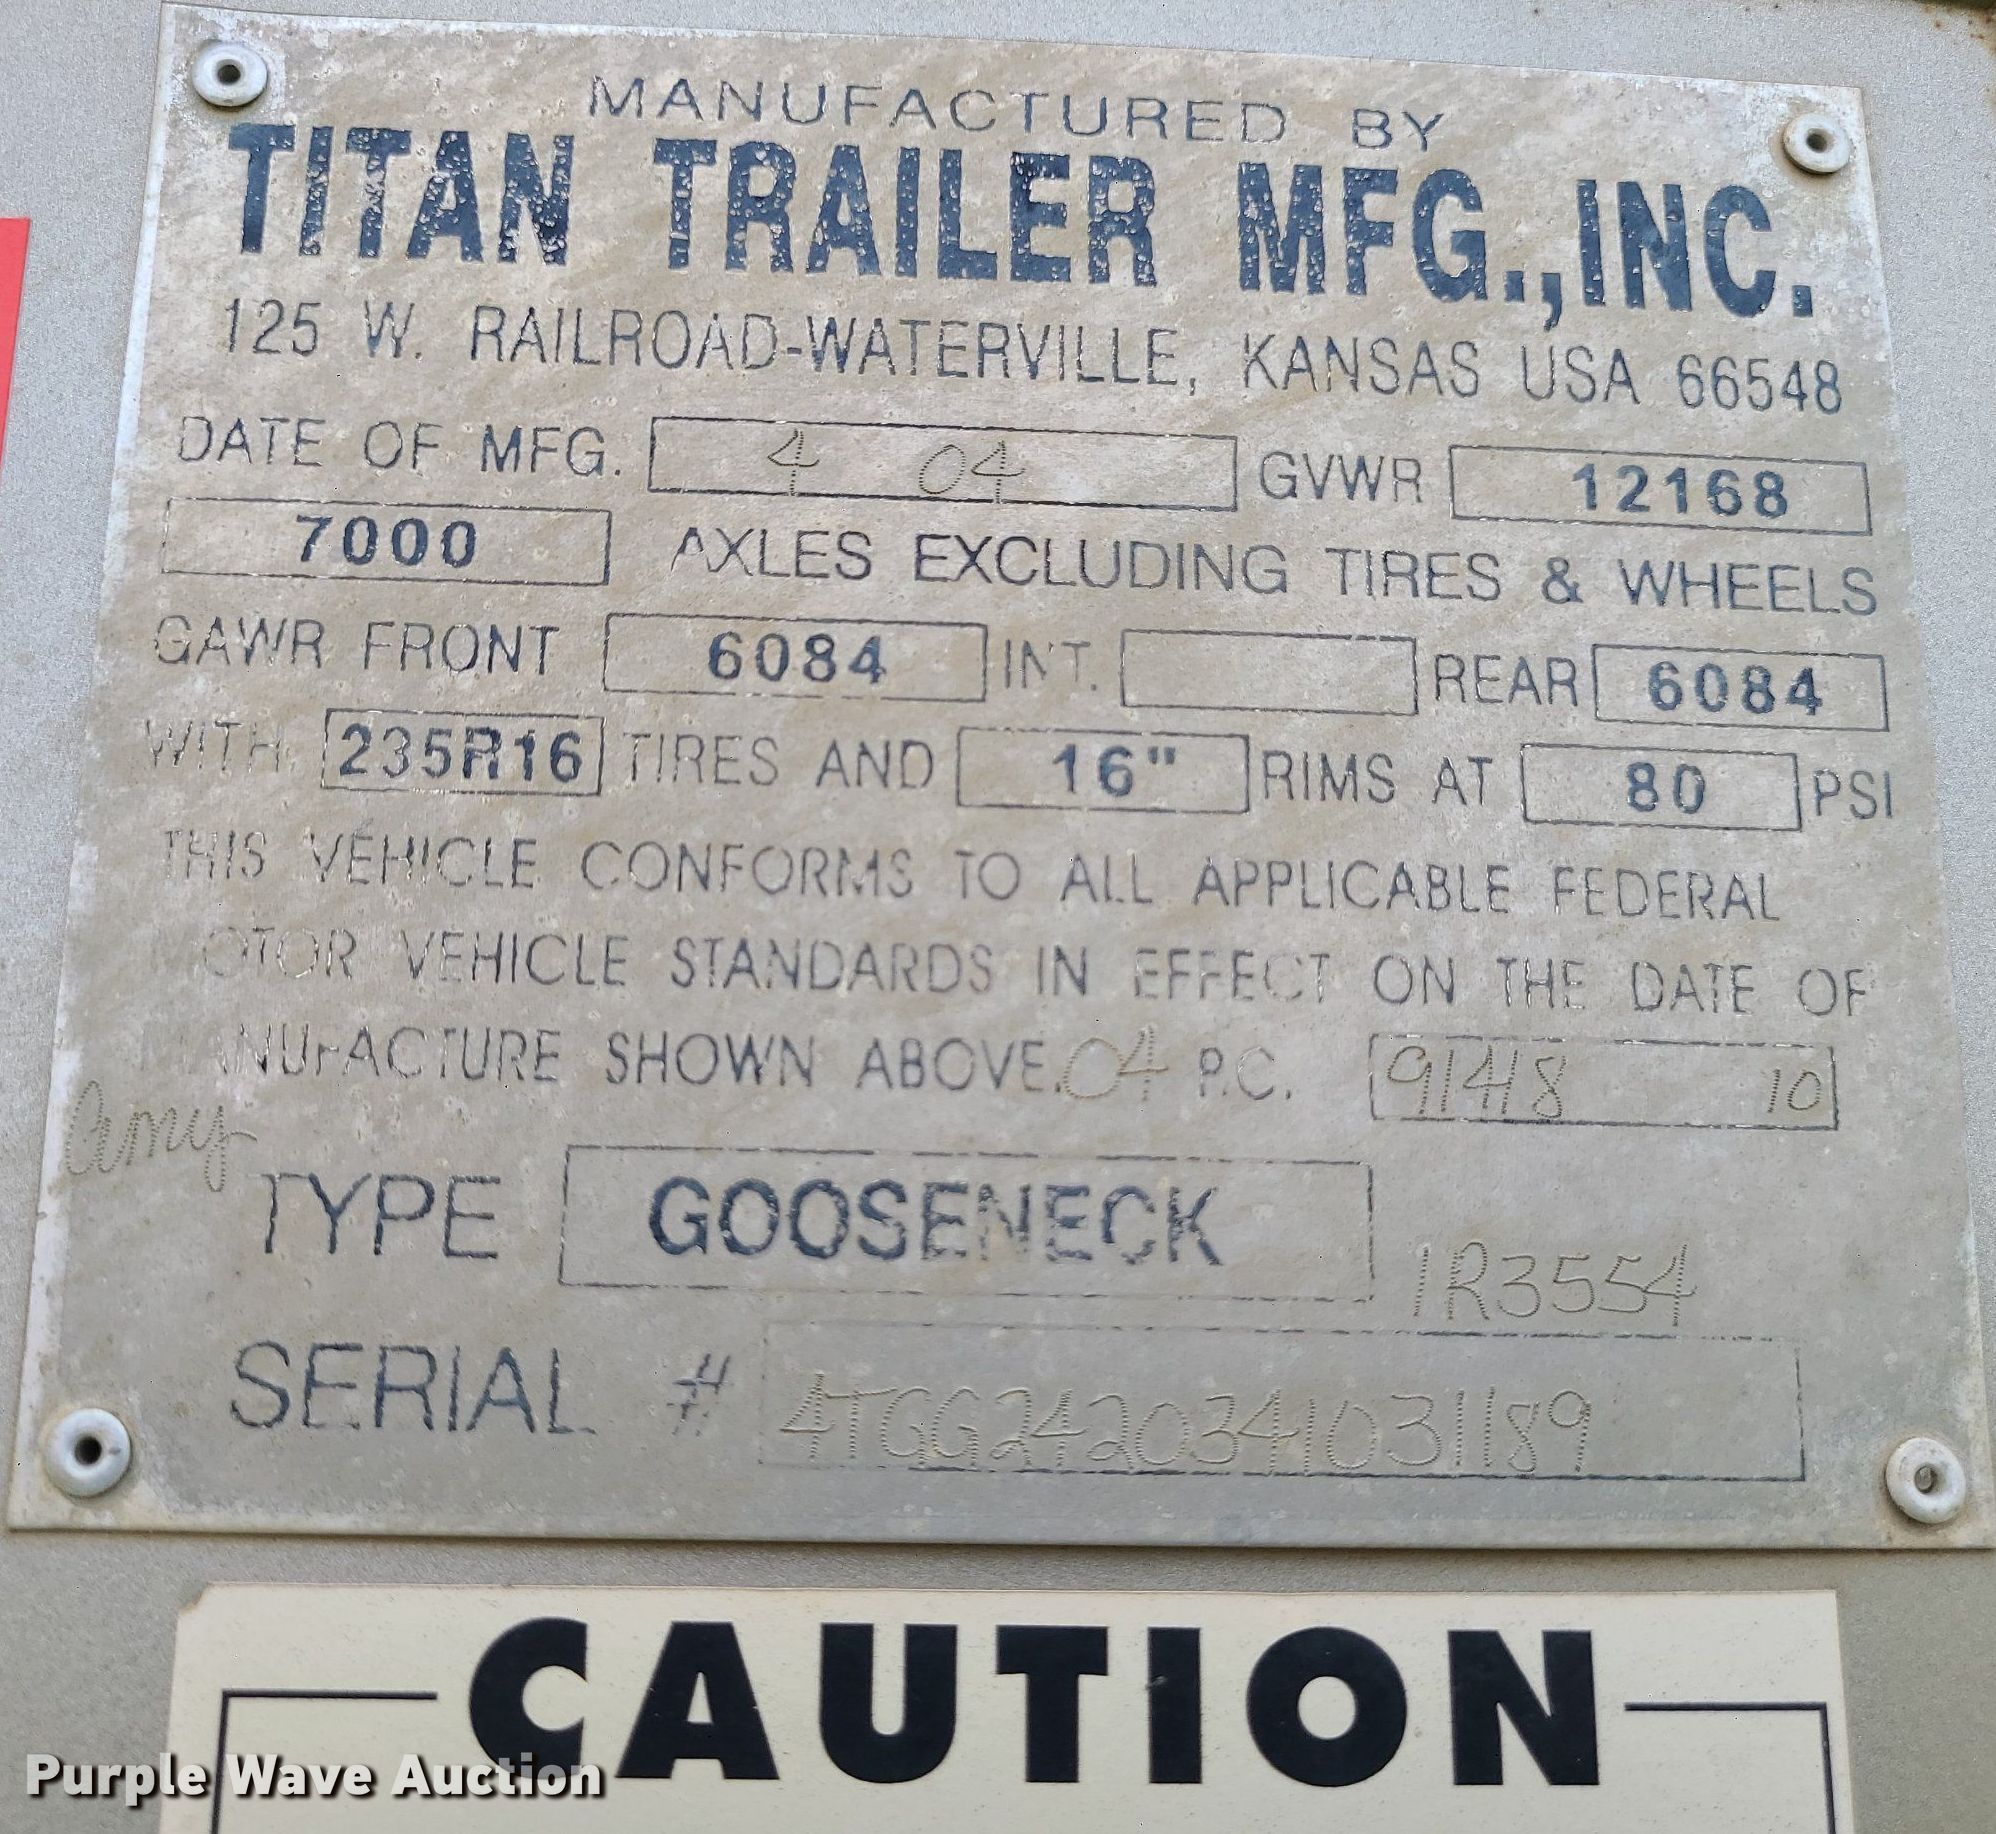 MANUFACTURED BY
TITAN TRAILER MFG., INC.
125 W. RAILROAD-WATERVILLE, KANSAS USA 66548
DATE OF MFG. 4 04 GVWR 12168
7000 AXLES EXCLUDING TIRES & WHEELS
GAWR FRONT 6084 INT. REAR 6084
WITH 235R16 TIRES AND 16" RIMS AT 80 PSI
THIS VEHICLE CONFORMS TO ALL APPLICABLE FEDERAL
MOTOR VEHICLE STANDARDS IN EFFECT ON THE DATE OF
MANUFACTURE SHOWN ABOVE. 04 P.C. 91418 10
Amy
TYPE GOOSENECK
1R3554
SERIAL # 4TGG2420341031189
CAUTION
Purple Wave Auction